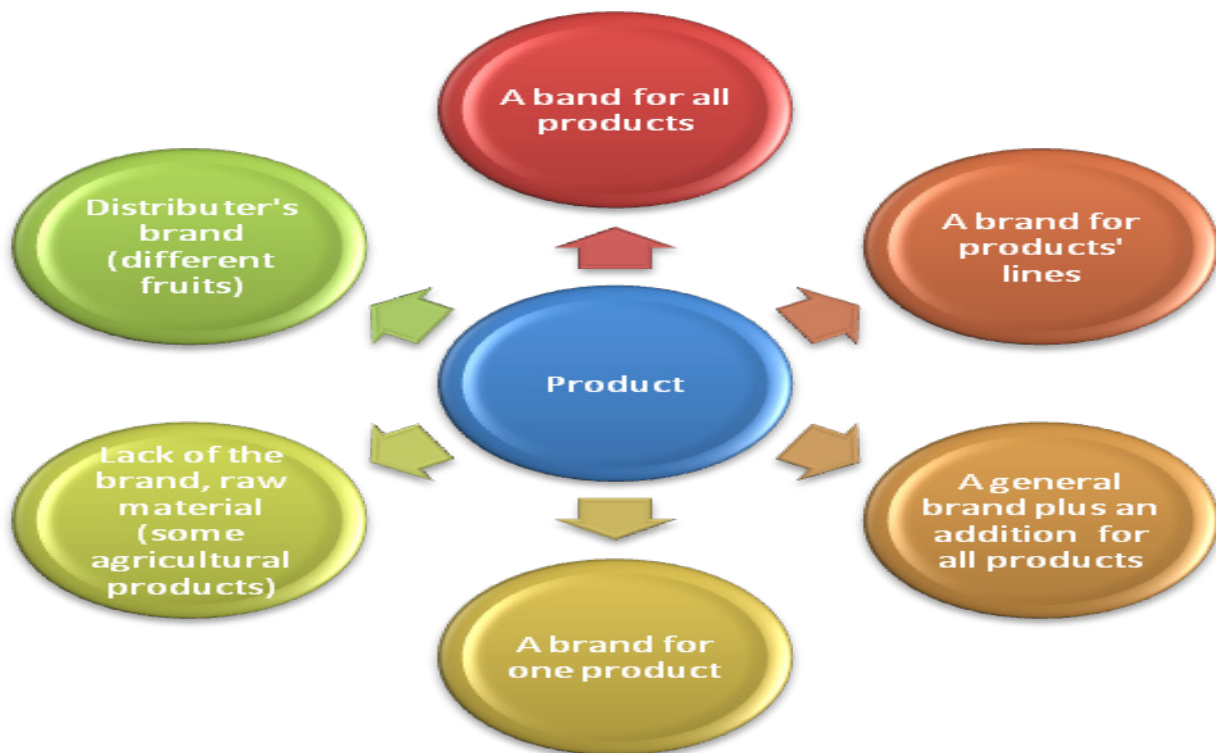 A band for all
products
Distributer's
brand
(different
fruits)
A brand for
products'
lines
Product
Lack of the
brand, raw
material
(some
agricultural
products)
A general
brand plus an
addition for
all products
A brand for
one product